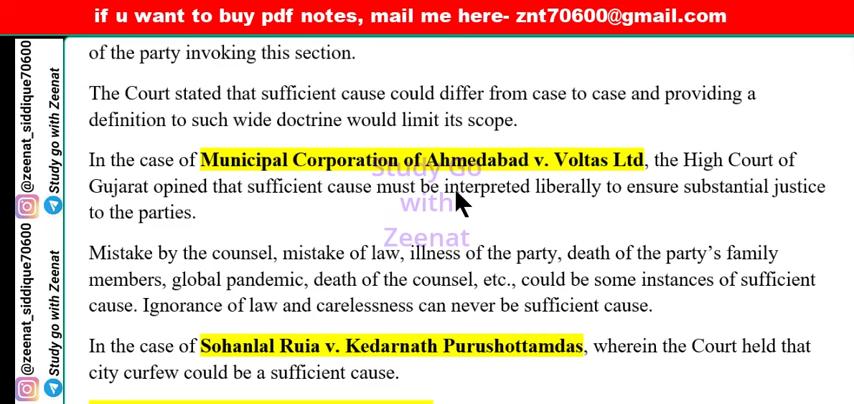 if u want to buy pdf notes, mail me here- znt70600@gmail.com
of the party invoking this section.
The Court stated that sufficient cause could differ from case to case and providing a
definition to such wide doctrine would limit its scope.
In the case of Municipal Corporation of Ahmedabad v. Voltas Ltd, the High Court of
Gujarat opined that sufficient cause must be interpreted liberally to ensure substantial justice
to the parties.
Mistake by the counsel, mistake of law, illness of the party, death of the party's family
members, global pandemic, death of the counsel, etc., could be some instances of sufficient
cause. Ignorance of law and carelessness can never be sufficient cause.
In the case of Sohanlal Ruia v. Kedarnath Purushottamdas, wherein the Court held that
city curfew could be a sufficient cause.
Study Go
with
Zeenat
@zeenat_siddique70600
Study go with Zeenat
@zeenat_siddique70600
Study go with Zeenat